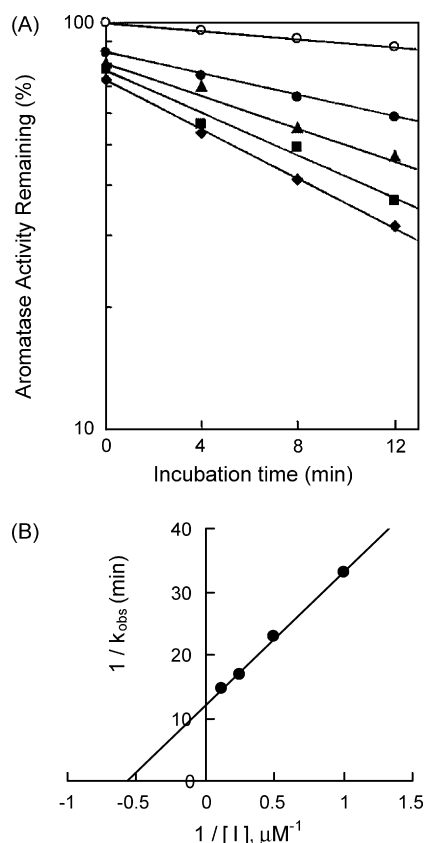 (A)
100
10
Aromatase Activity Remaining (%)
0 4 8 12
Incubation time (min)
(B)
40
30
20
10
0
1 / k_obs (min)
-1 -0.5 0 0.5 1 1.5
1 / [ I ], μM⁻¹